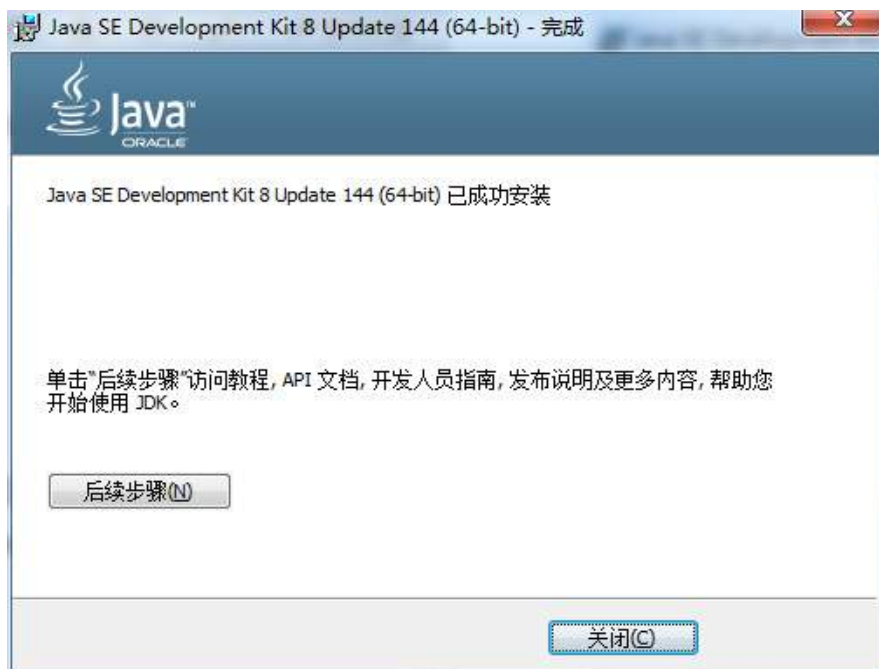 Java SE Development Kit 8 Update 144 (64-bit) - 完成
Java™
ORACLE
Java SE Development Kit 8 Update 144 (64-bit) 已成功安装
单击"后续步骤"访问教程, API 文档, 开发人员指南, 发布说明及更多内容, 帮助您
开始使用 JDK。
后续步骤(N)
关闭(C)